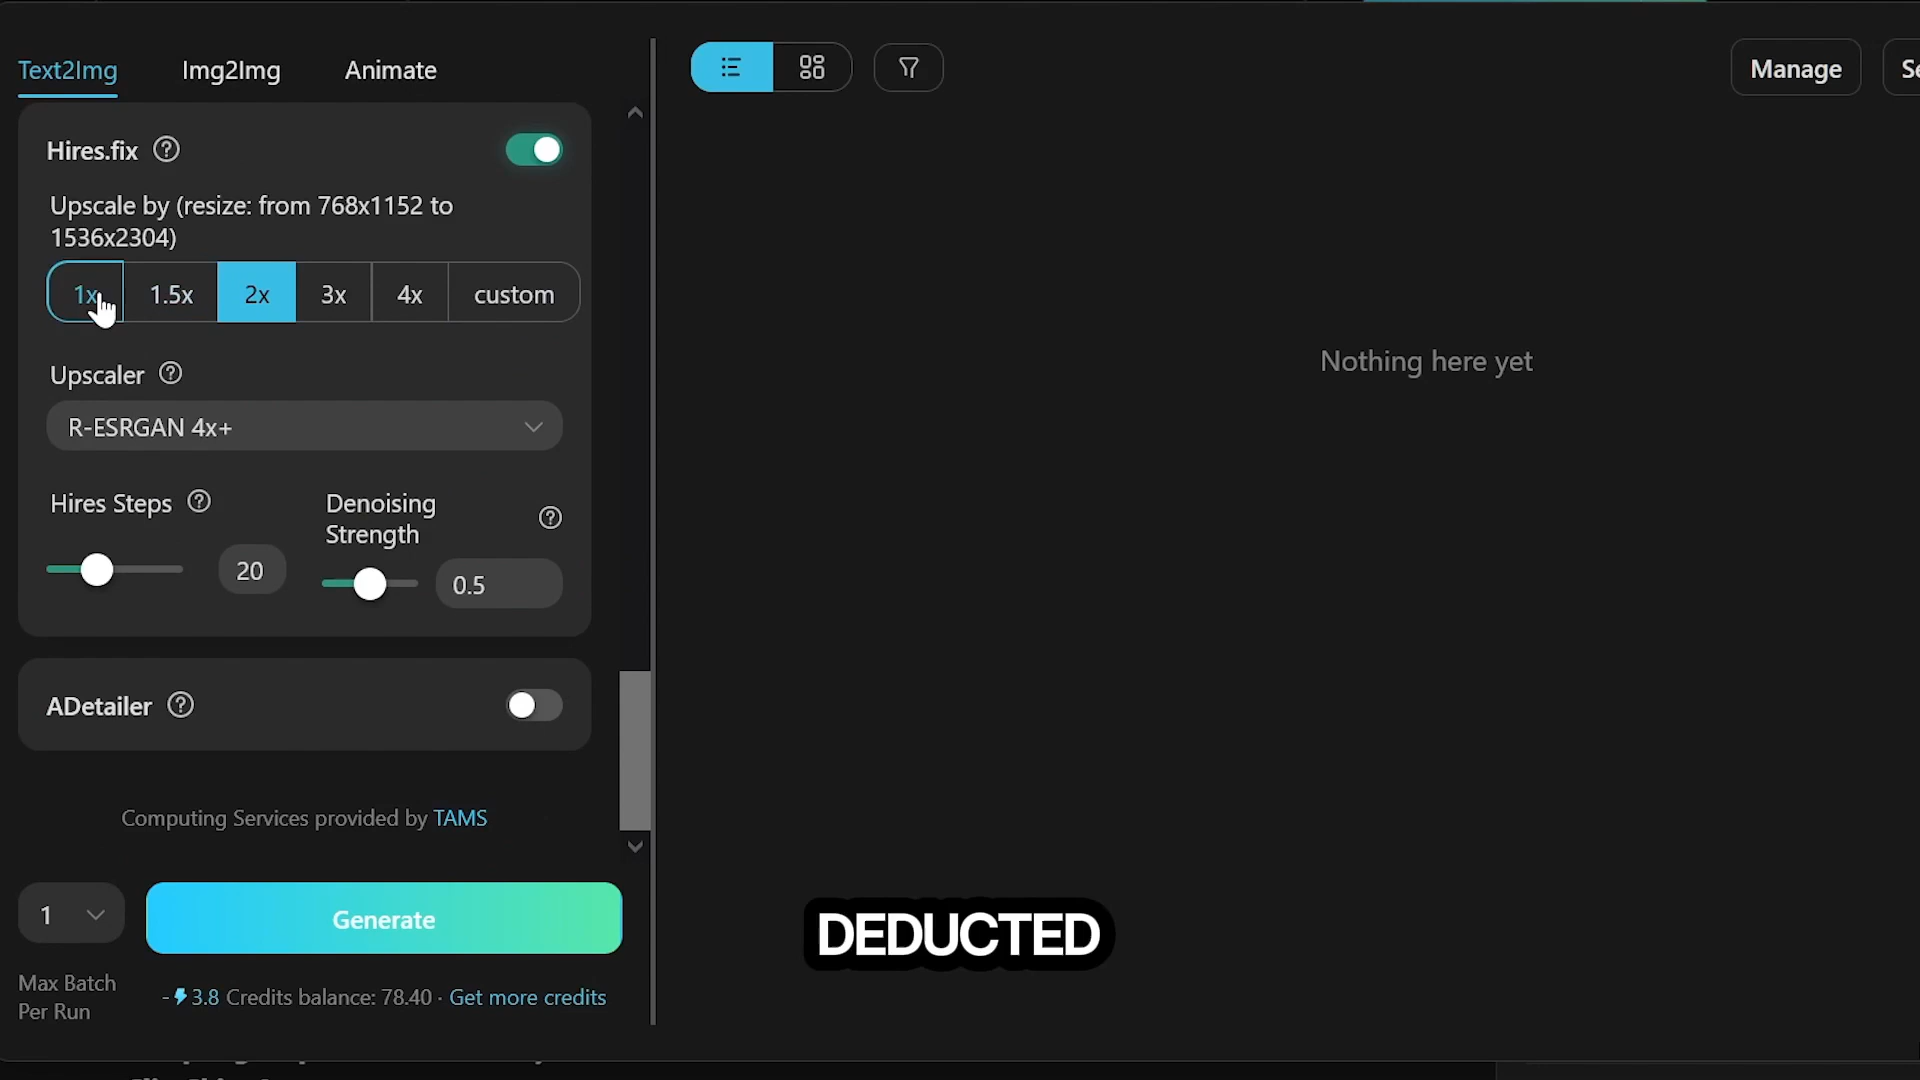 Text2Img
Img2Img
Animate
Manage
Hires.fix
Upscale by (resize: from 768x1152 to
1536x2304)
1x
1.5x
2x
3x
4x
custom
Nothing here yet
Upscaler
R-ESRGAN 4x+
Hires Steps
Denoising
Strength
20
0.5
ADetailer
Computing Services provided by TAMS
1
Generate
DEDUCTED
Max Batch
Per Run
- 3.8 Credits balance: 78.40 · Get more credits